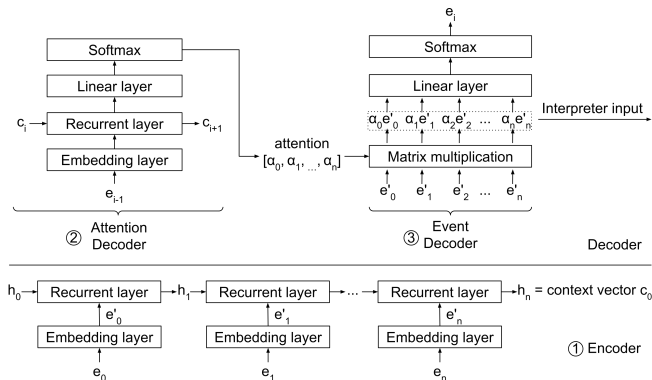 e_i
Softmax Softmax
Linear layer Linear layer
c_i Recurrent layer c_{i+1} α_0e'_0 α_1e'_1 α_2e'_2 ... α_ne'_n Interpreter input
attention
Embedding layer [α_0, α_1, ..., α_n] Matrix multiplication
e_{i-1} e'_0 e'_1 e'_2 ... e'_n
② Attention Decoder
③ Event Decoder
Decoder
h_0 Recurrent layer h_1 Recurrent layer ... Recurrent layer h_n = context vector c_0
e'_0 e'_1 e'_n
Embedding layer Embedding layer Embedding layer
① Encoder
e_0 e_1 e_n